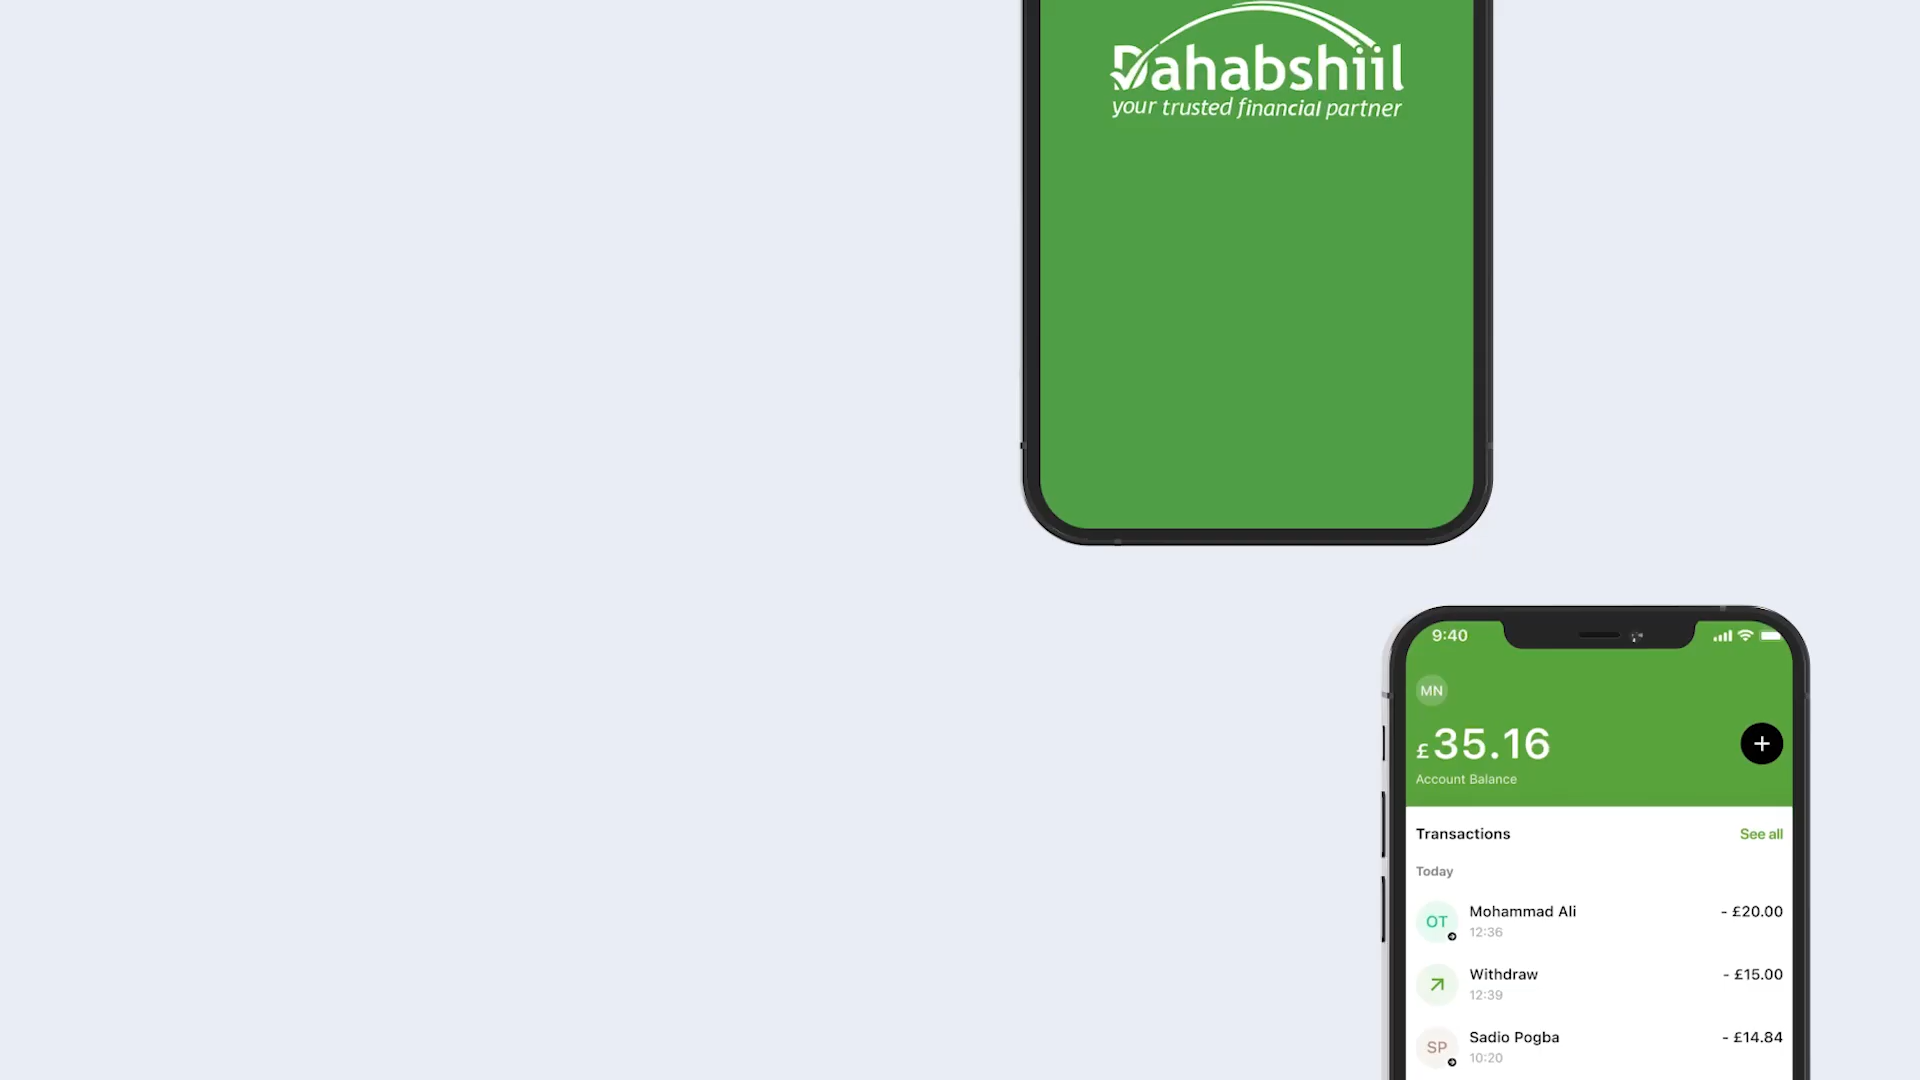 Dahabshiil
your trusted financial partner
9:40
MN
£35.16
Account Balance
Transactions
See all
Today
OT
Mohammad Ali
- £20.00
12:36
Withdraw
- £15.00
12:39
SP
Sadio Pogba
- £14.84
10:20